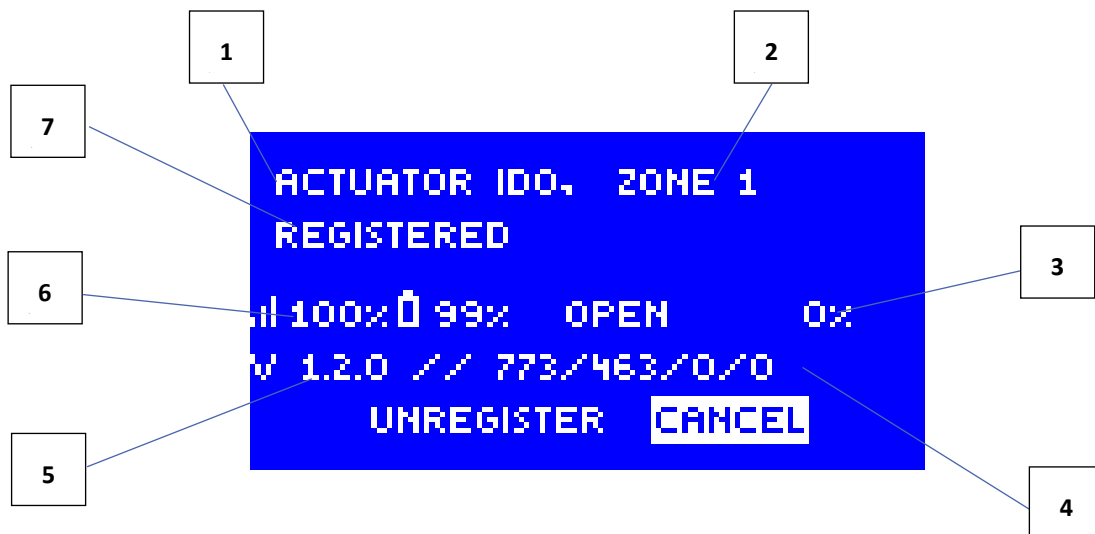 1
2
7
ACTUATOR ID0, ZONE 1
REGISTERED
3
6
100% 99% OPEN 0%
V 1.2.0 // 773/463/0/0
UNREGISTER CANCEL
5
4